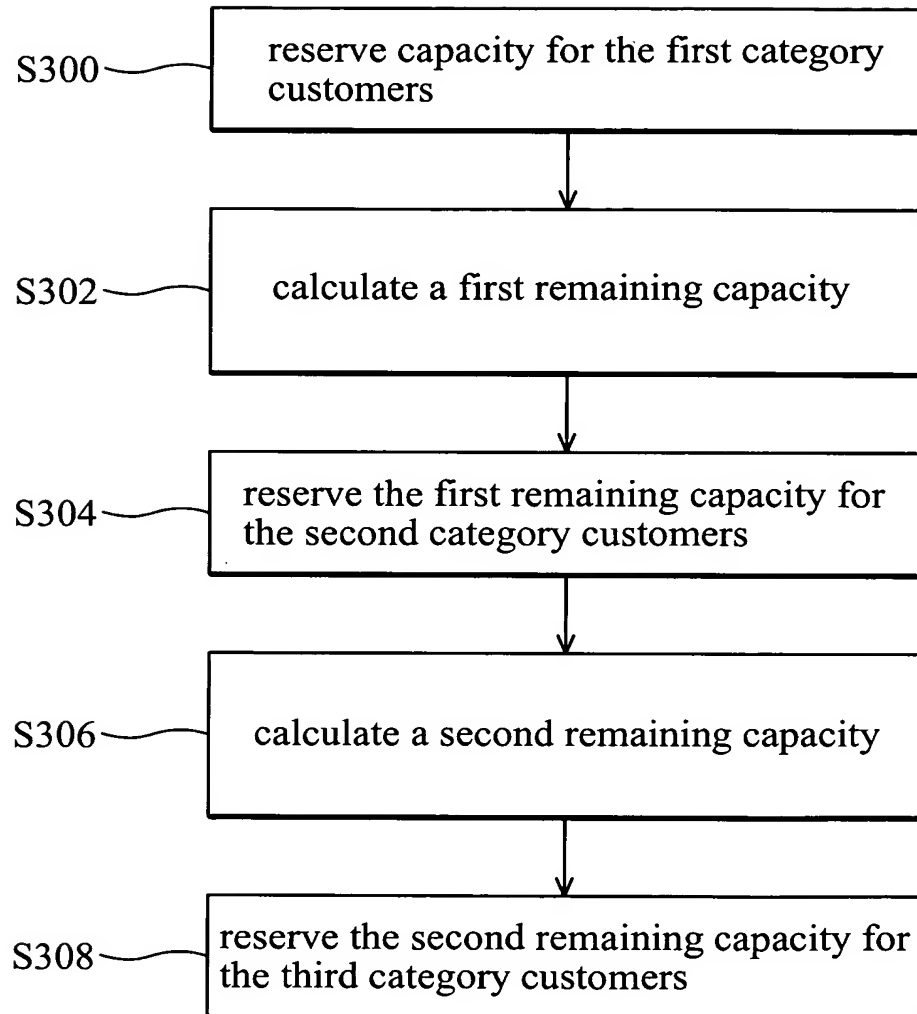 S300
reserve capacity for the first category
customers
S302
calculate a first remaining capacity
S304
reserve the first remaining capacity for
the second category customers
S306
calculate a second remaining capacity
S308
reserve the second remaining capacity for
the third category customers